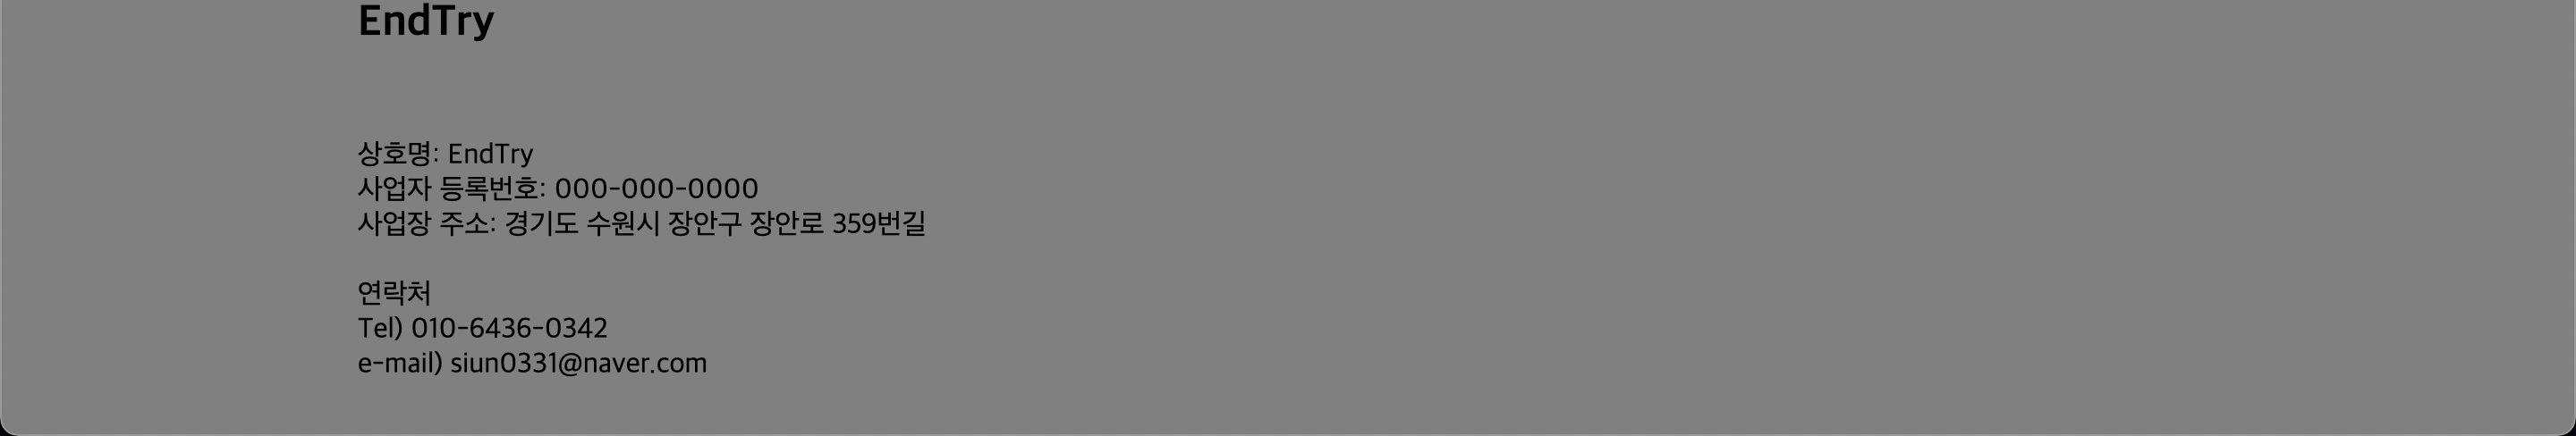 EndTry
상호명: EndTry
사업자 등록번호: 000-000-0000
사업장 주소: 경기도 수원시 장안구 장안로 359번길
연락처
Tel) 010-6436-0342
e-mail) siun0331@naver.com